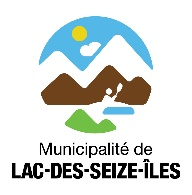 Municipalité de
LAC-DES-SEIZE-ÎLES